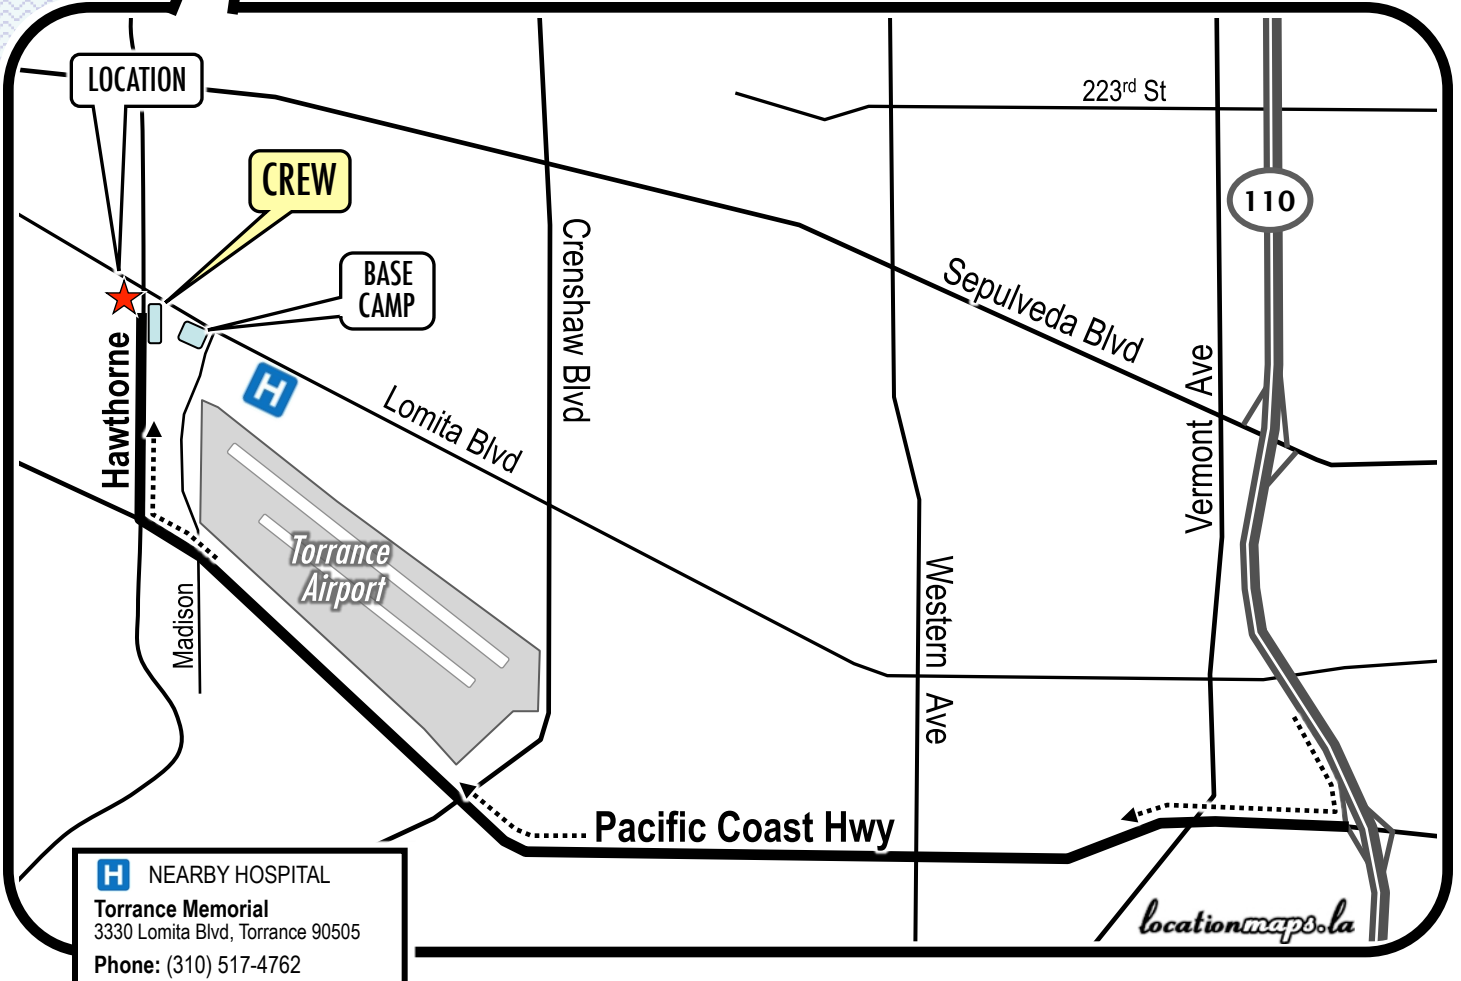 LOCATION
223rd St
CREW
110
BASE
CAMP
Crenshaw Blvd
Sepulveda Blvd
Hawthorne
Vermont Ave
Lomita Blvd
Torrance
Airport
Madison
Western Ave
Pacific Coast Hwy
H
H NEARBY HOSPITAL
Torrance Memorial
3330 Lomita Blvd, Torrance 90505
Phone: (310) 517-4762
locationmaps.la